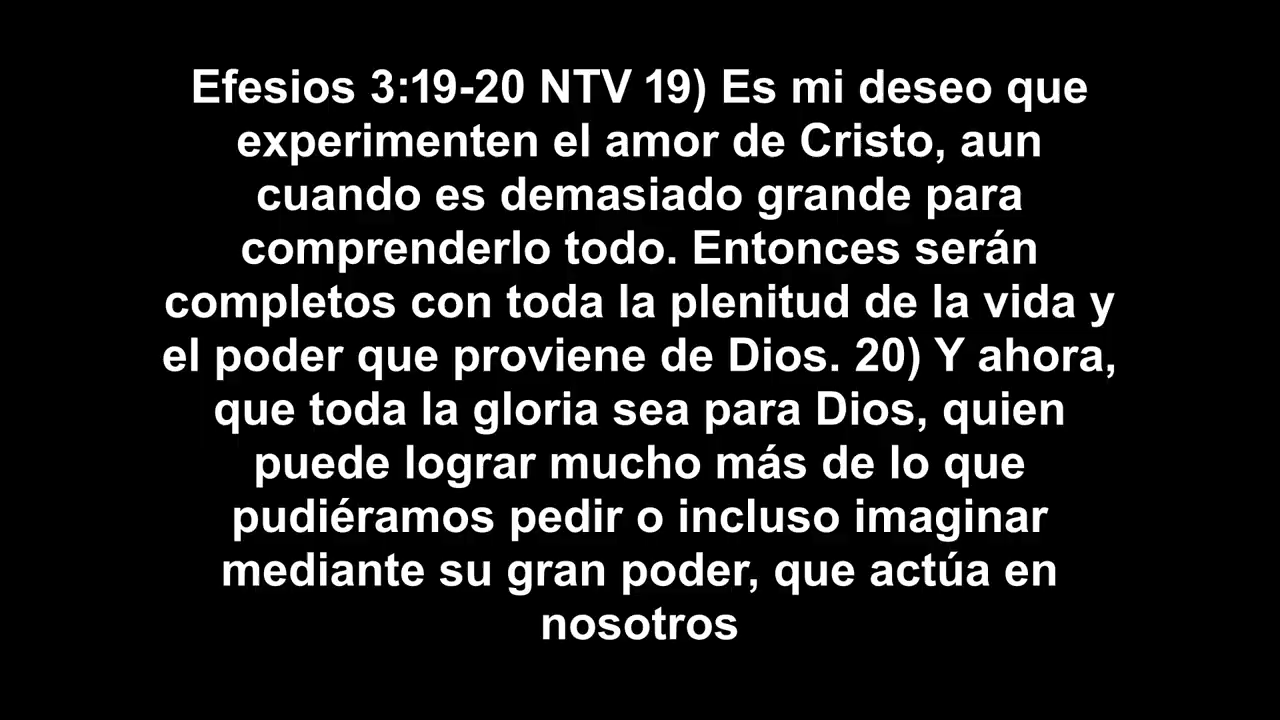 Efesios 3:19-20 NTV 19) Es mi deseo que
experimenten el amor de Cristo, aun
cuando es demasiado grande para
comprenderlo todo. Entonces serán
completos con toda la plenitud de la vida y
el poder que proviene de Dios. 20) Y ahora,
que toda la gloria sea para Dios, quien
puede lograr mucho más de lo que
pudiéramos pedir o incluso imaginar
mediante su gran poder, que actúa en
nosotros